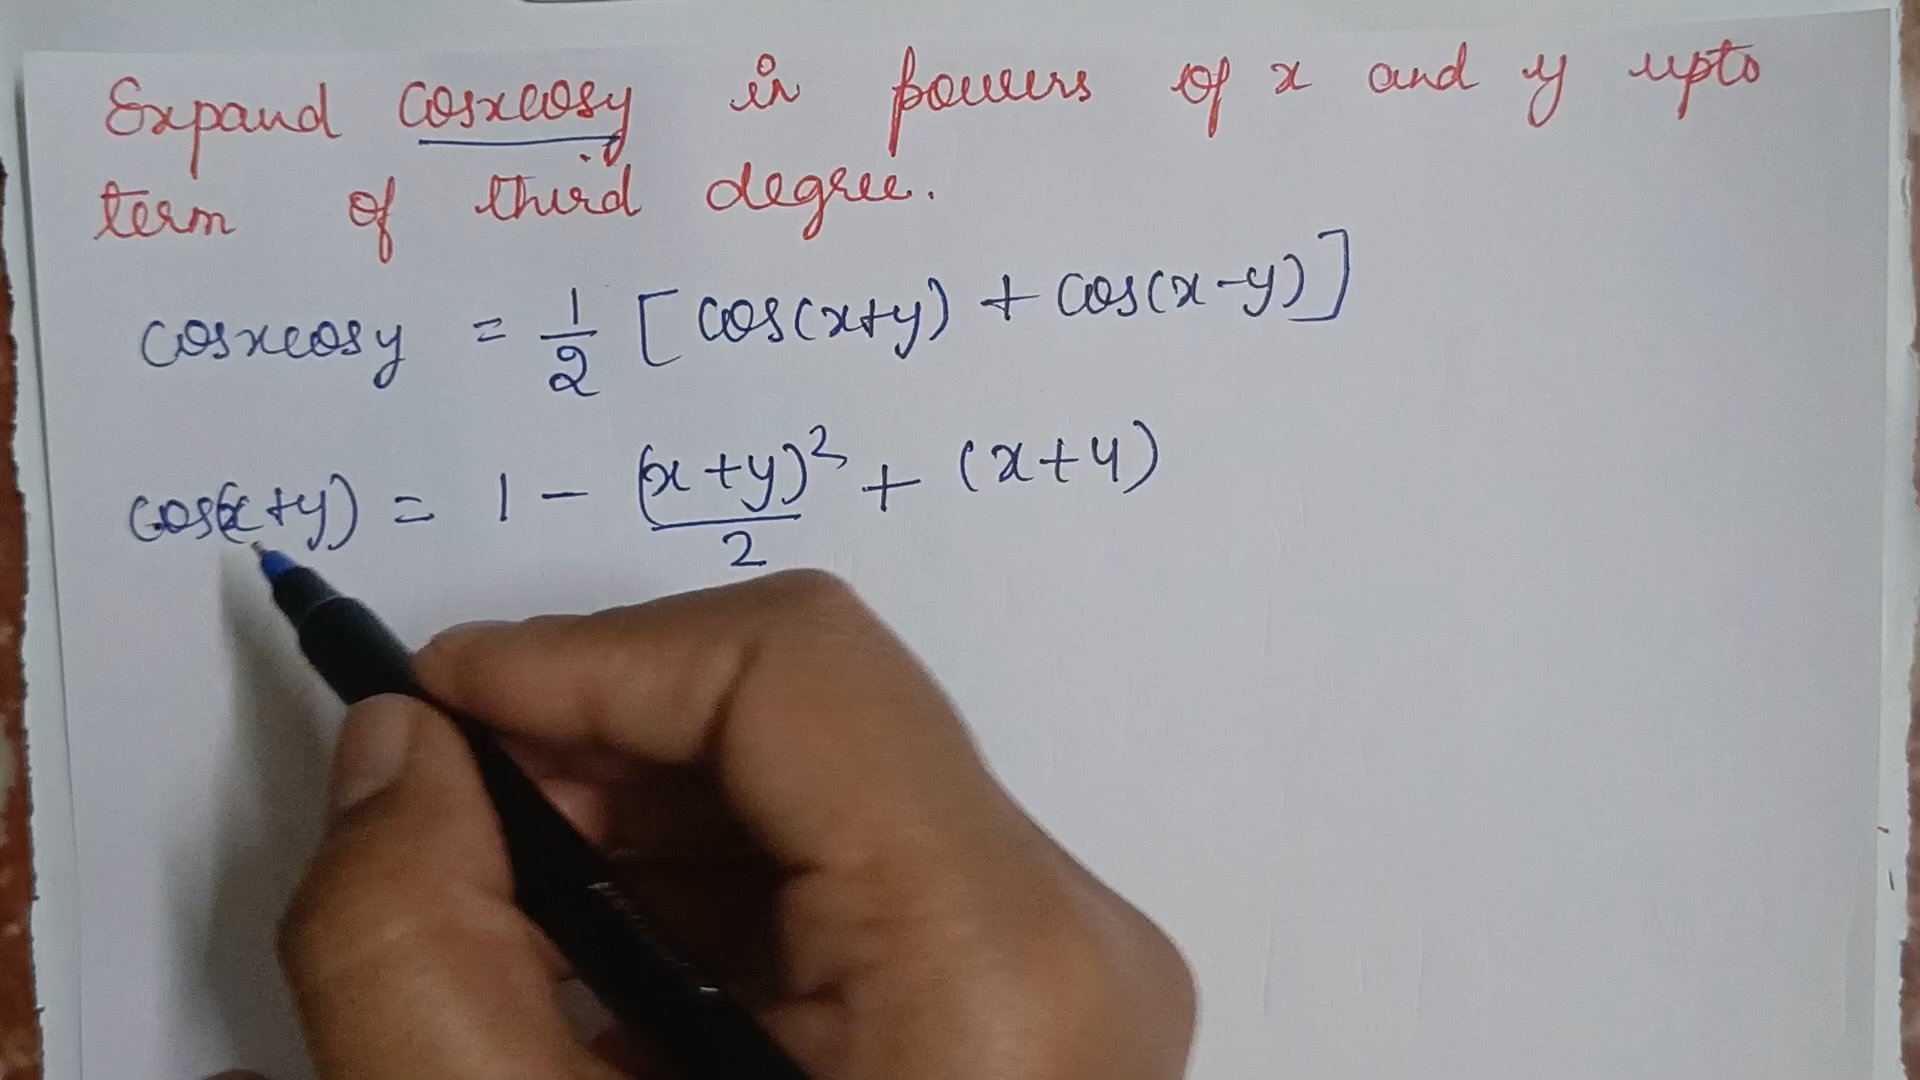 Expand cosxcosy in powers of x and y upto
term of third degree.
cosxcosy = 1/2 [cos(x+y) + cos(x-y)]
cos(x+y) = 1 - (x+y)²/2 + (x+y)